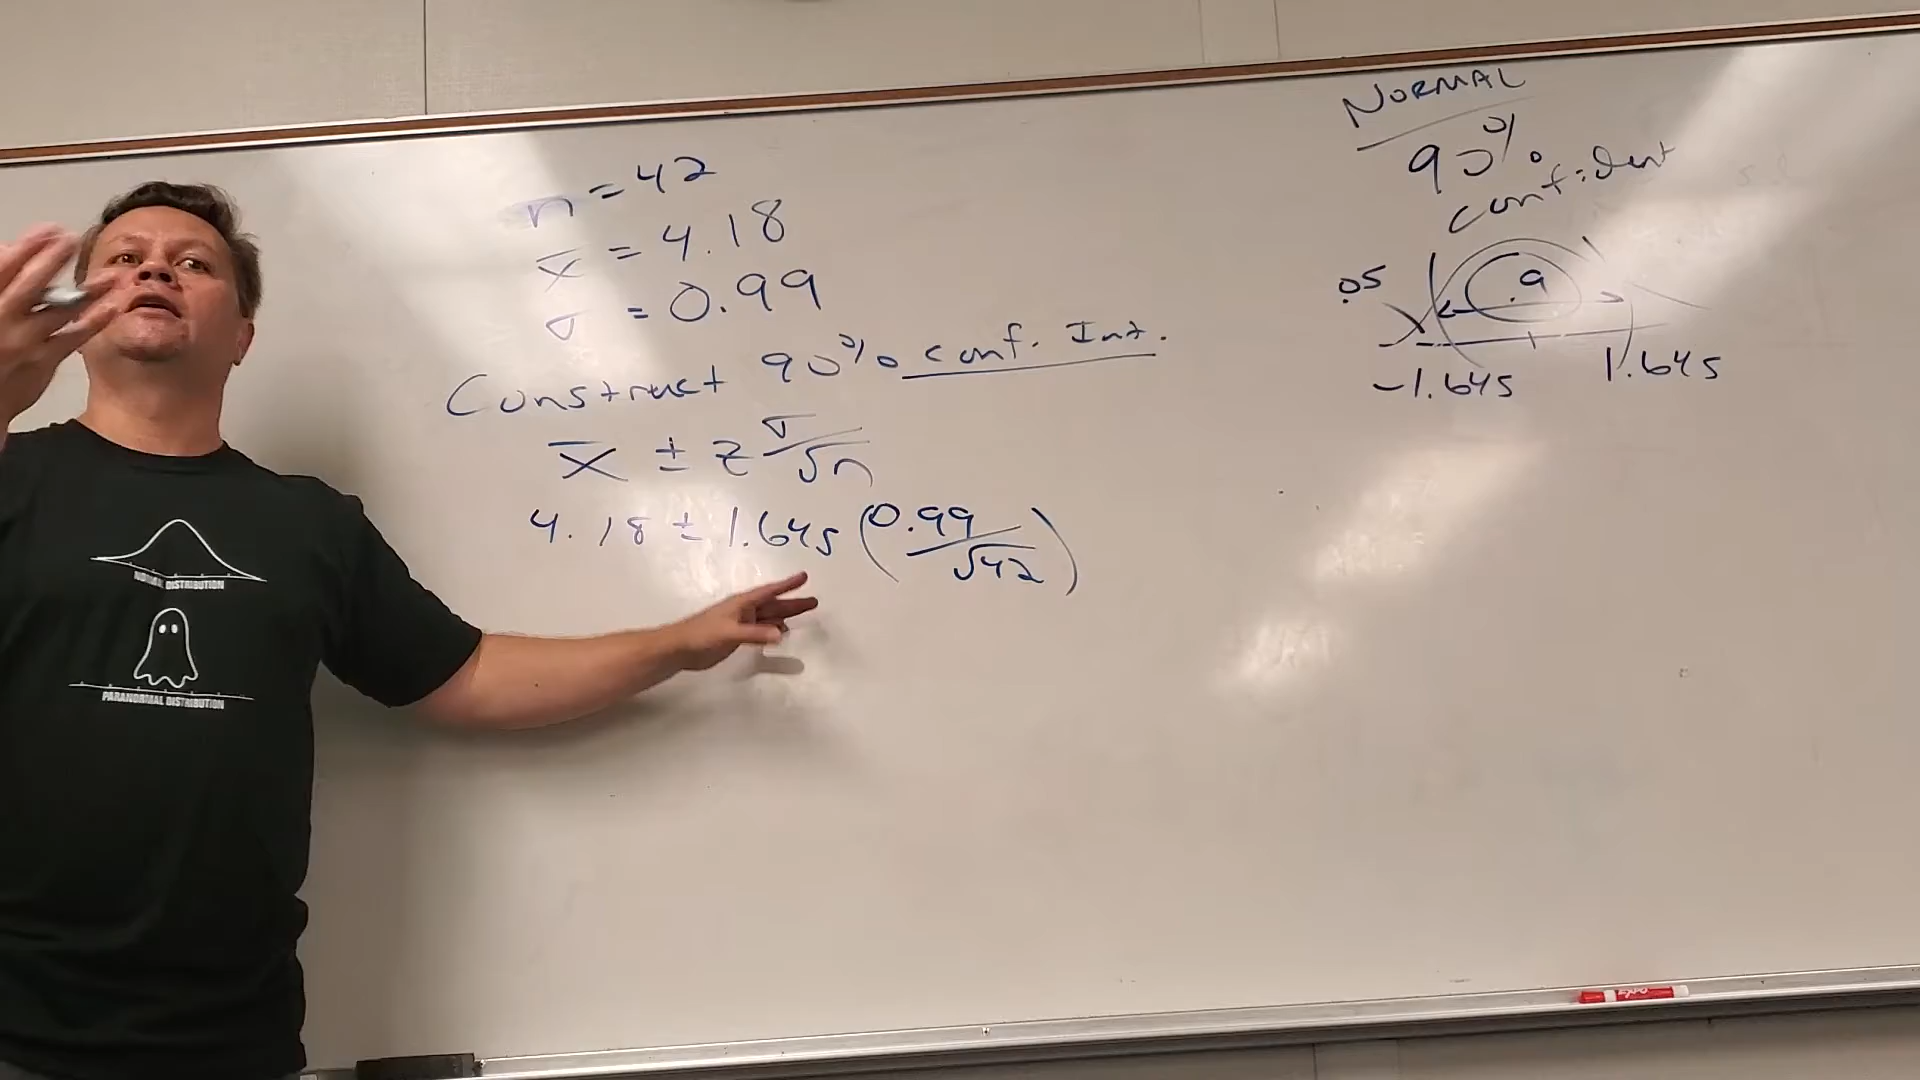 n = 42
x̄ = 4.18
σ = 0.99
Construct 90% conf. Int.
x̄ ± z σ/√n
4.18 ± 1.645 (0.99/√42)
NORMAL
90%
confident
.05
.9
-1.645 1.645
NORMAL DISTRIBUTION
PARANORMAL DISTRIBUTION
EXPO